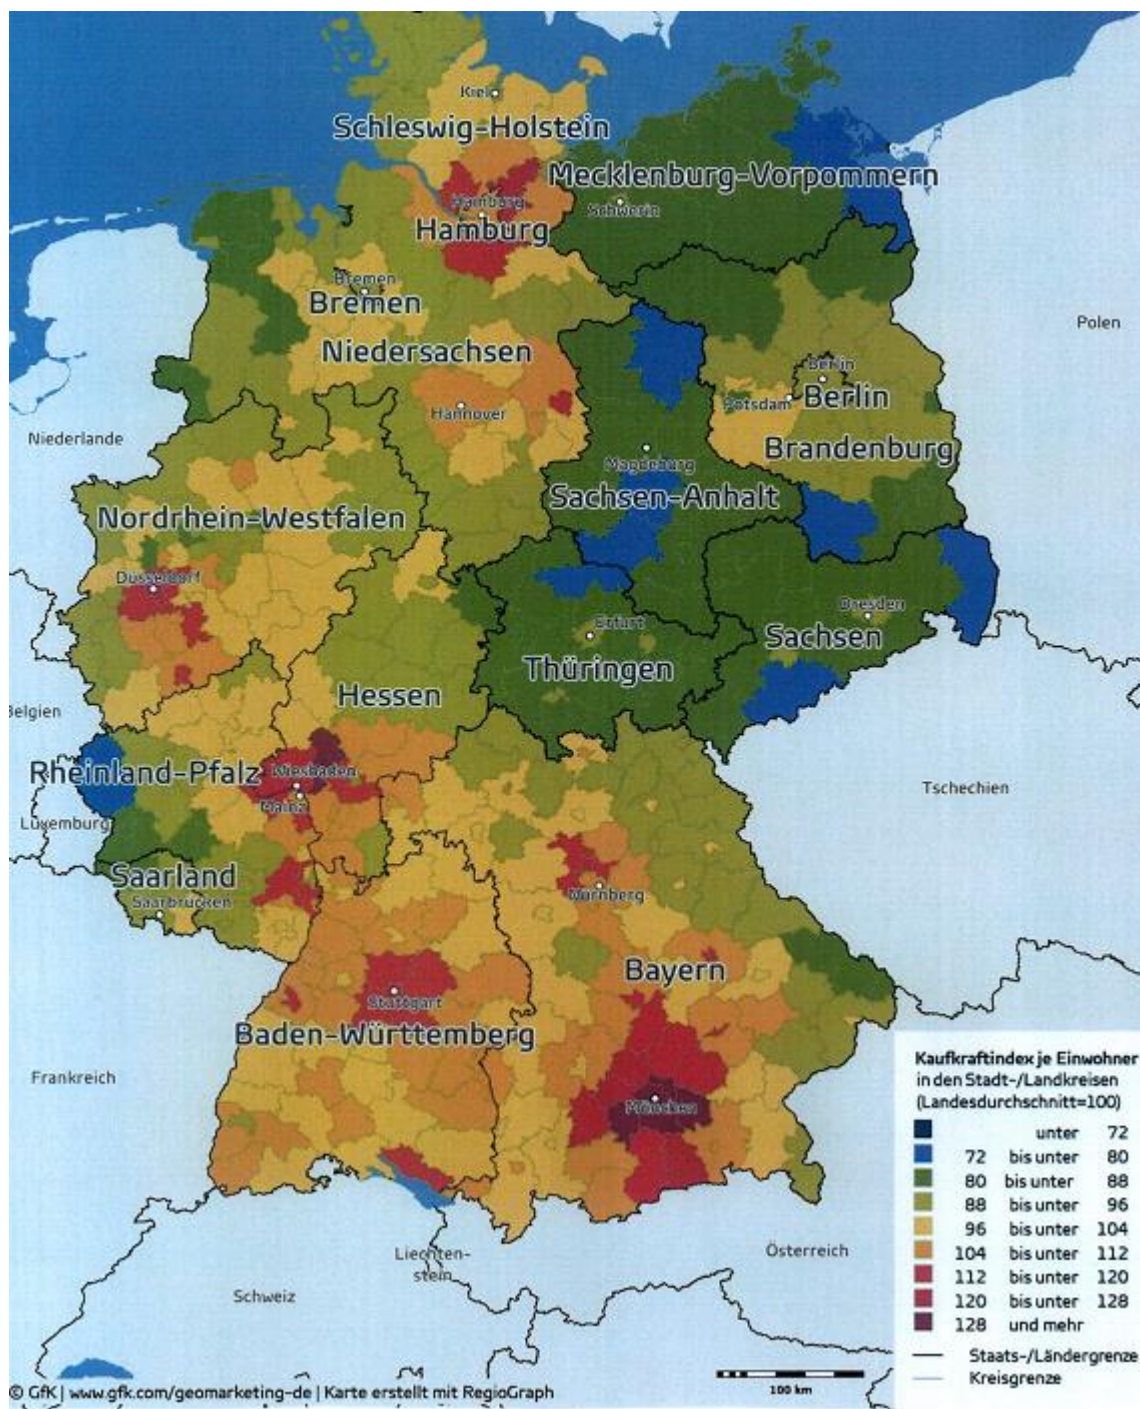 Kiel
Schleswig-Holstein
Mecklenburg-Vorpommern
Schwerin
Hamburg
Hamburg
Bremen
Bremen
Niedersachsen
Polen
Berlin
Berlin
Potsdam
Hannover
Niederlande
Brandenburg
Magdeburg
Sachsen-Anhalt
Nordrhein-Westfalen
Düsseldorf
Dresden
Erfurt
Sachsen
Thüringen
Hessen
Belgien
Rheinland-Pfalz
Wiesbaden
Mainz
Tschechien
Luxemburg
Saarland
Saarbrücken
Nürnberg
Bayern
Stuttgart
Baden-Württemberg
Frankreich
München
Liechten-
stein
Österreich
Schweiz
Kaufkraftindex je Einwohner
in den Stadt-/Landkreisen
(Landesdurchschnitt=100)
unter 72
72 bis unter 80
80 bis unter 88
88 bis unter 96
96 bis unter 104
104 bis unter 112
112 bis unter 120
120 bis unter 128
128 und mehr
Staats-/Ländergrenze
Kreisgrenze
100 km
© GfK | www.gfk.com/geomarketing-de | Karte erstellt mit RegioGraph